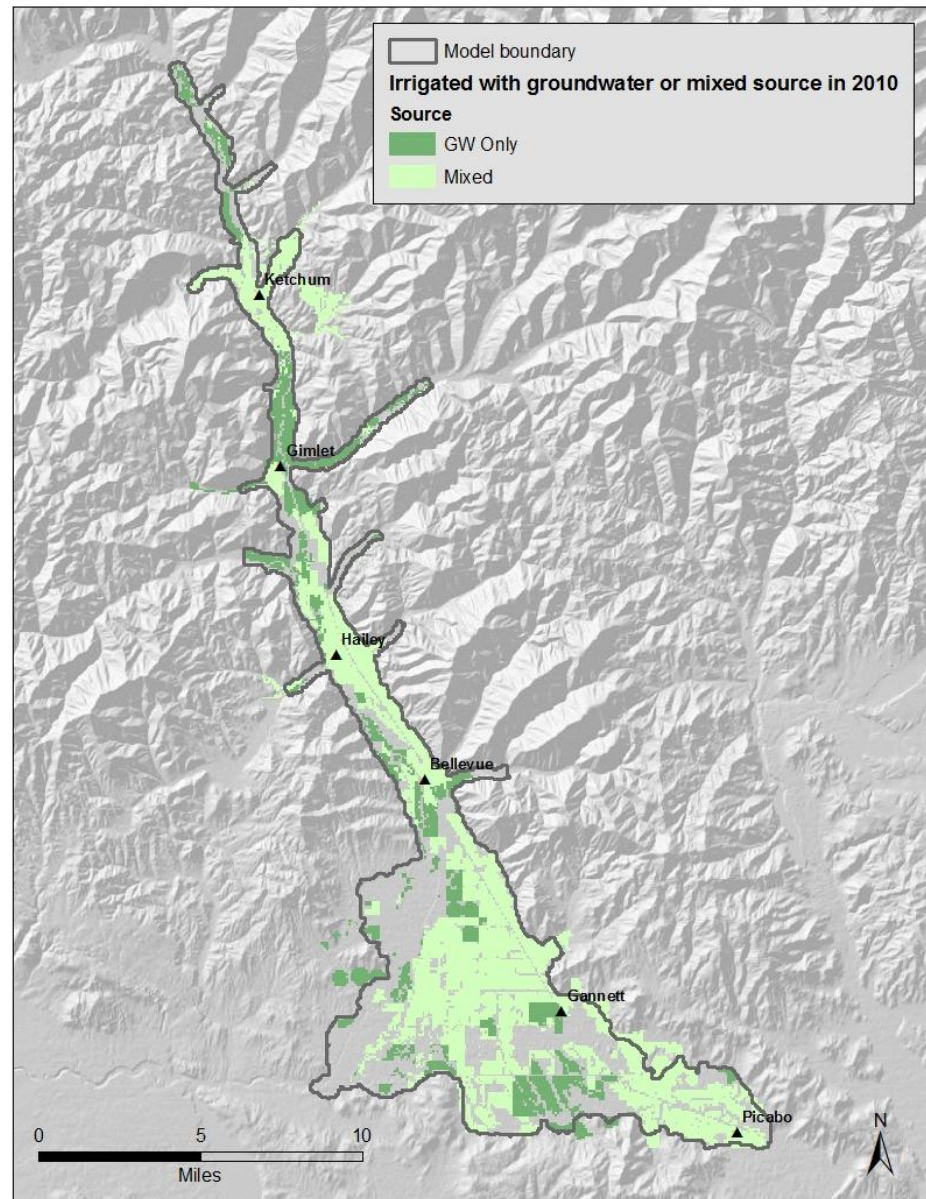 Model boundary
Irrigated with groundwater or mixed source in 2010
Source
GW Only
Mixed
Ketchum
Gimlet
Hailey
Bellevue
Gannett
Picabo
0 5 10
Miles
N